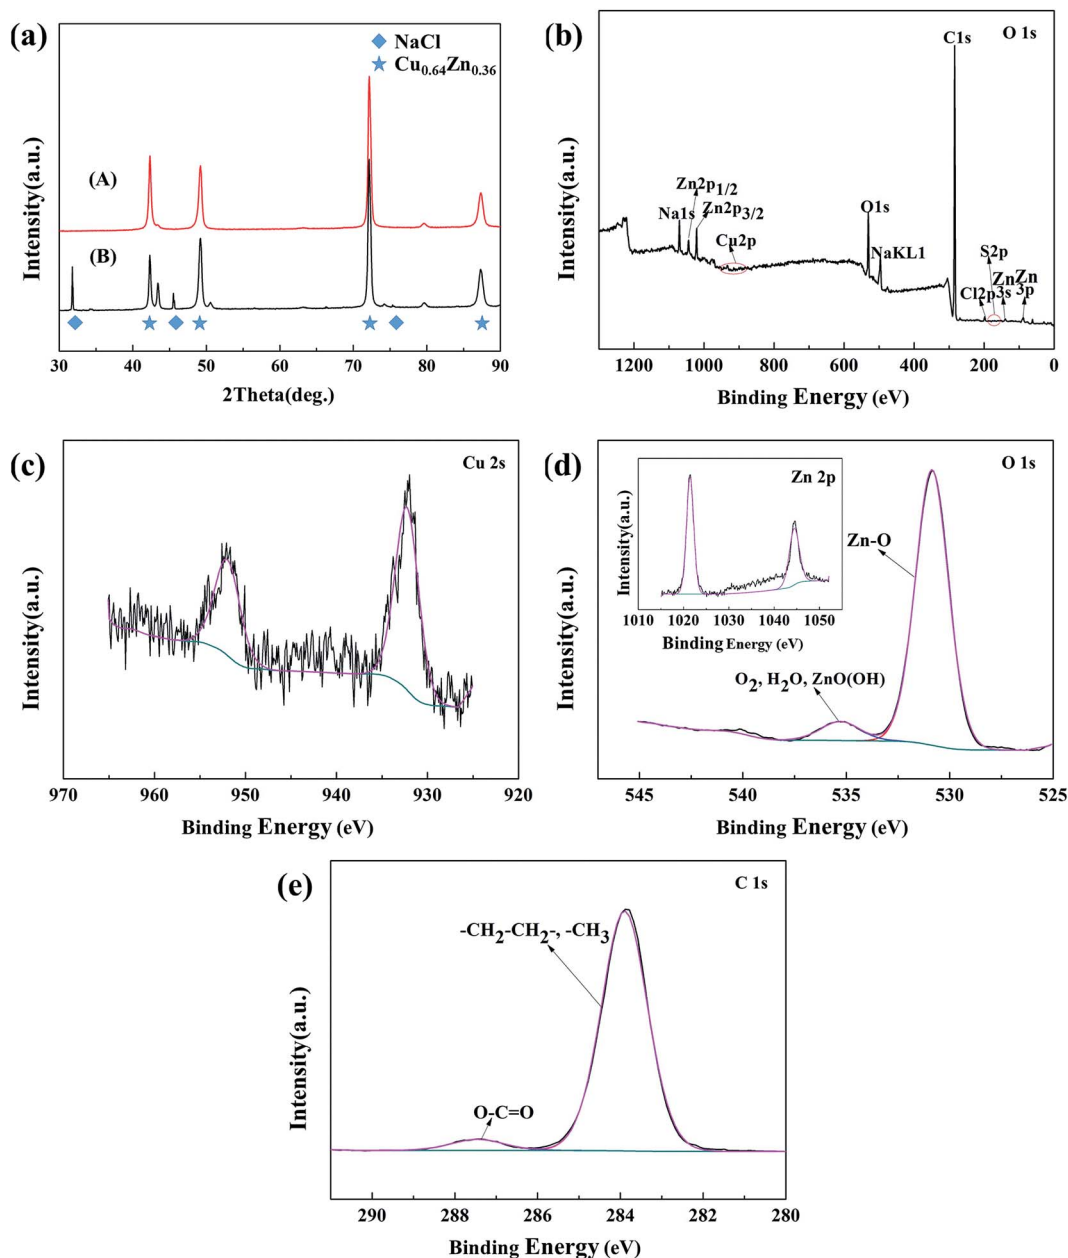 (a)
NaCl
Cu0.64Zn0.36
(A)
(B)
Intensity(a.u.)
30 40 50 60 70 80 90
2Theta(deg.)
(b)
O 1s
C1s
Zn2p1/2
Na1s
Zn2p3/2
Cu2p
O1s
NaKL1
S2p
Cl2p
Zn
3s
Zn
3p
Intensity(a.u.)
1200 1000 800 600 400 200 0
Binding Energy (eV)
(c)
Cu 2s
Intensity(a.u.)
970 960 950 940 930 920
Binding Energy (eV)
(d)
O 1s
Zn 2p
Intensity(a.u.)
1010 1020 1030 1040 1050
Binding Energy (eV)
Zn-O
O2, H2O, ZnO(OH)
Intensity(a.u.)
545 540 535 530 525
Binding Energy (eV)
(e)
C 1s
-CH2-CH2-, -CH3
O-C=O
Intensity(a.u.)
290 288 286 284 282 280
Binding Energy (eV)